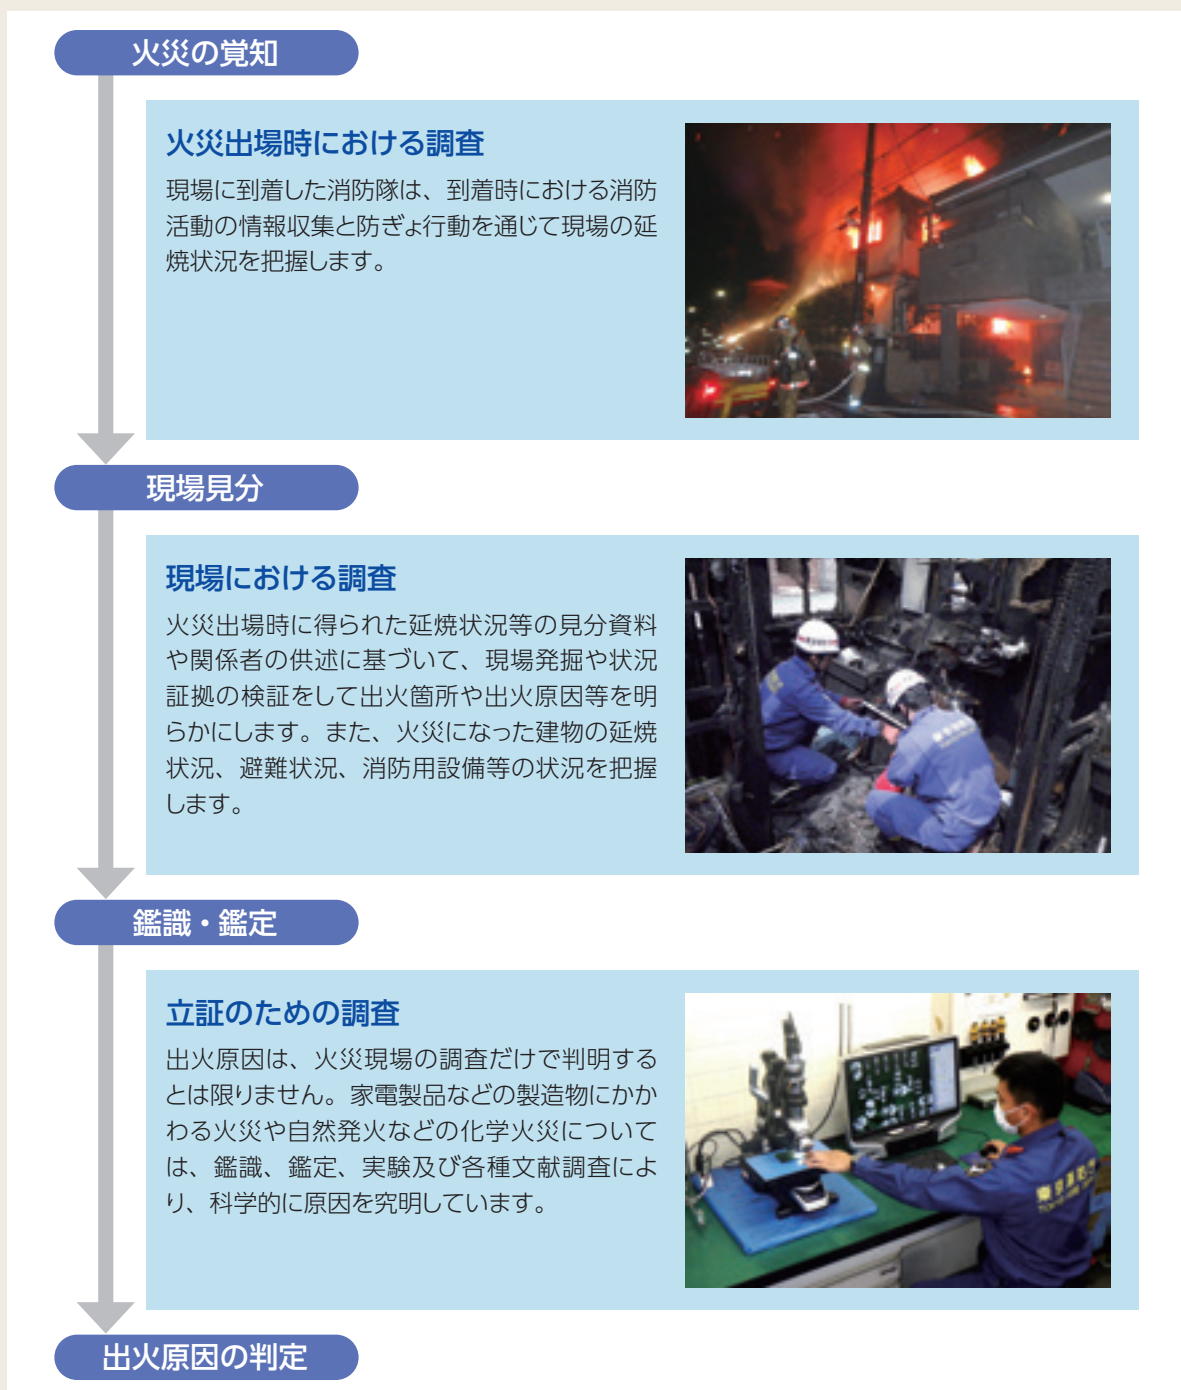 火災の覚知
火災出場時における調査
現場に到着した消防隊は、到着時における消防
活動の情報収集と防ぎょ行動を通じて現場の延
焼状況を把握します。
現場見分
現場における調査
火災出場時に得られた延焼状況等の見分資料
や関係者の供述に基づいて、現場発掘や状況
証拠の検証をして出火箇所や出火原因等を明
らかにします。また、火災になった建物の延焼
状況、避難状況、消防用設備等の状況を把握
します。
鑑識・鑑定
立証のための調査
出火原因は、火災現場の調査だけで判明する
とは限りません。家電製品などの製造物にかか
わる火災や自然発火などの化学火災について
は、鑑識、鑑定、実験及び各種文献調査によ
り、科学的に原因を究明しています。
出火原因の判定